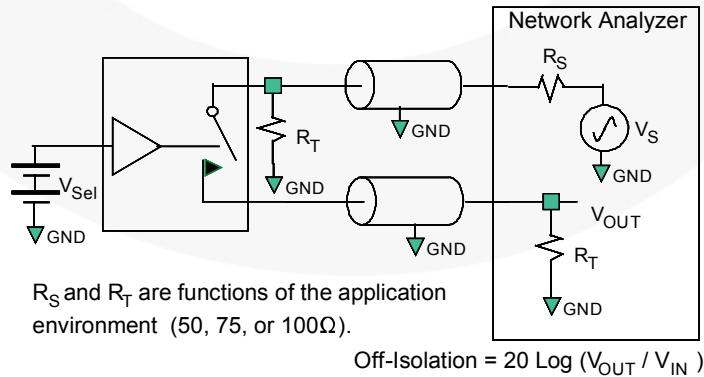 Network Analyzer
R_S
V_S
GND
R_T
GND
GND
V_Sel
GND
GND
V_OUT
R_T
GND
R_S and R_T are functions of the application
environment (50, 75, or 100Ω).
Off-Isolation = 20 Log (V_OUT / V_IN )